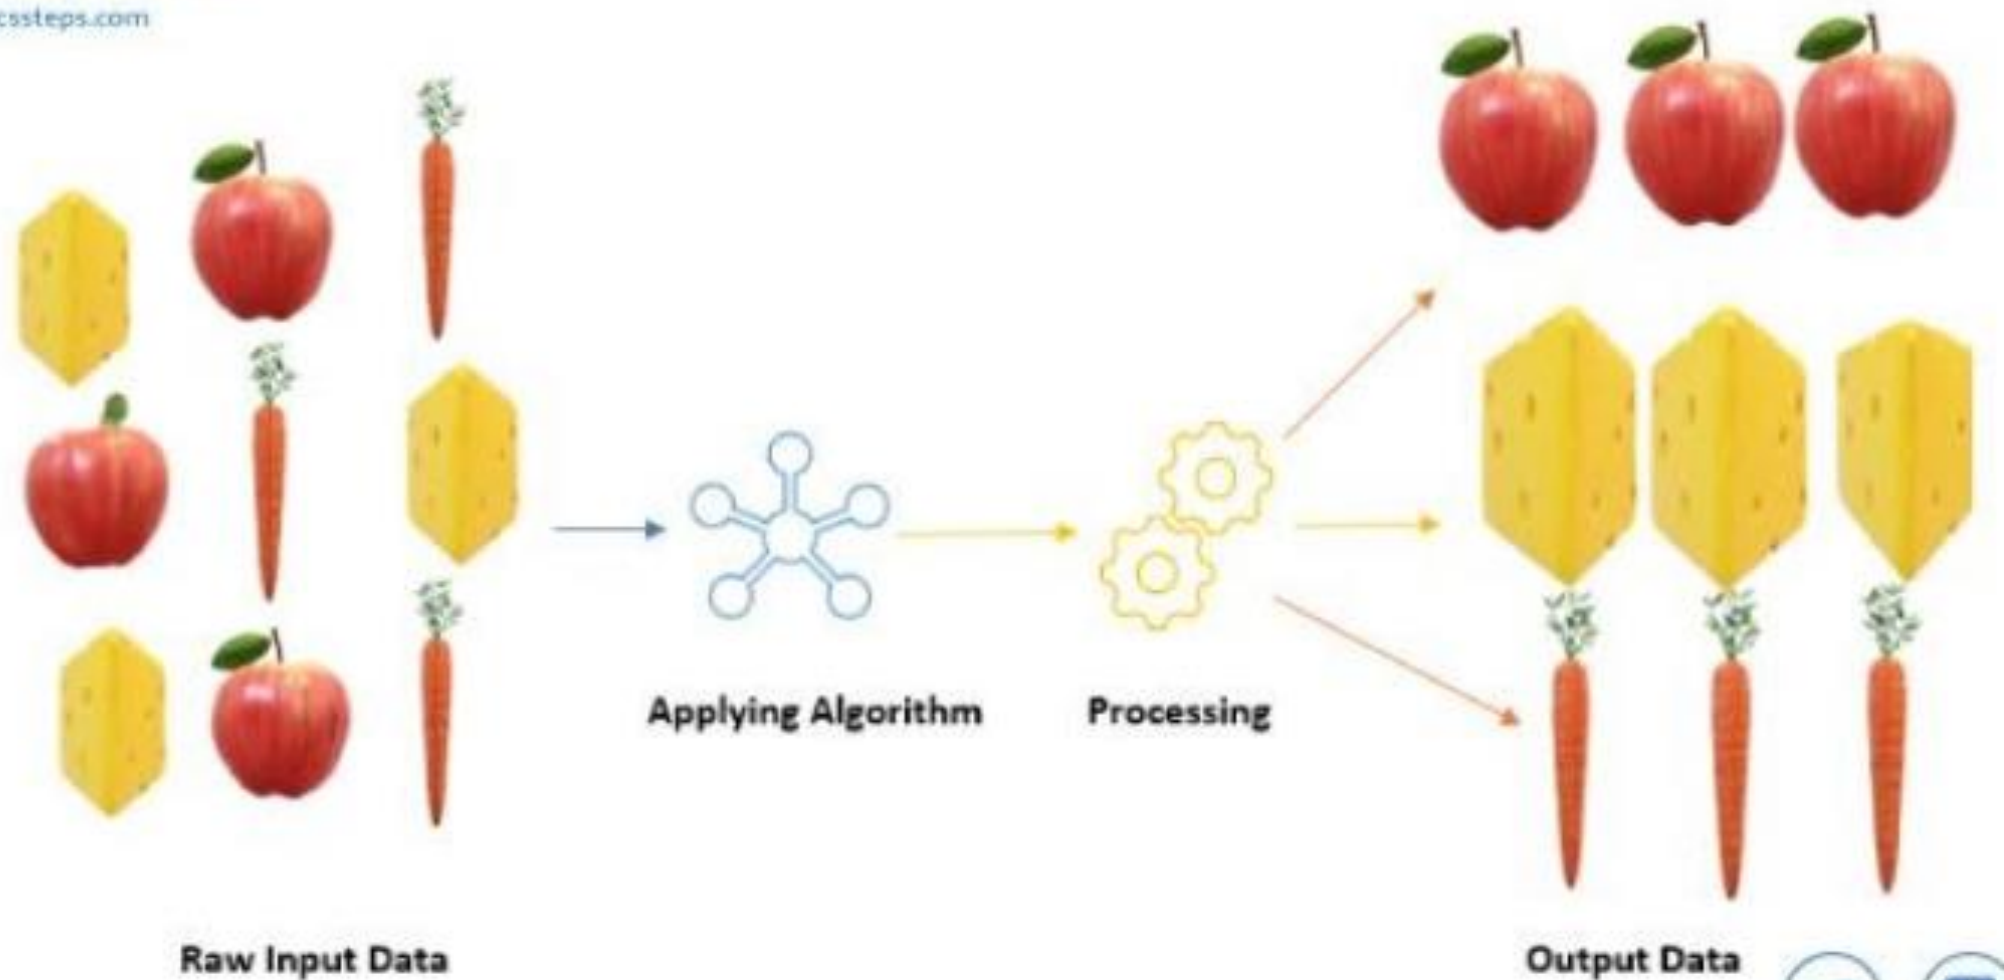 cssteps.com
Applying Algorithm
Processing
Raw Input Data
Output Data